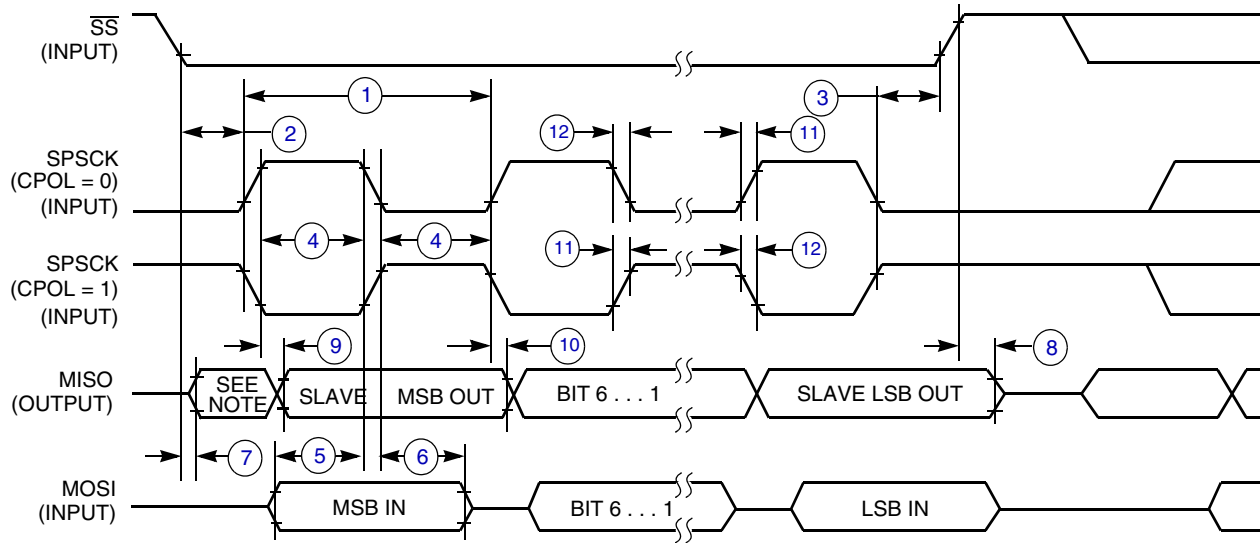 SS
(INPUT)
1
3
2
12
11
SPSCK
(CPOL = 0)
(INPUT)
4
4
11
12
SPSCK
(CPOL = 1)
(INPUT)
9
10
8
MISO
(OUTPUT)
SEE
NOTE
SLAVE
MSB OUT
BIT 6 . . . 1
SLAVE LSB OUT
7
5
6
MOSI
(INPUT)
MSB IN
BIT 6 . . . 1
LSB IN